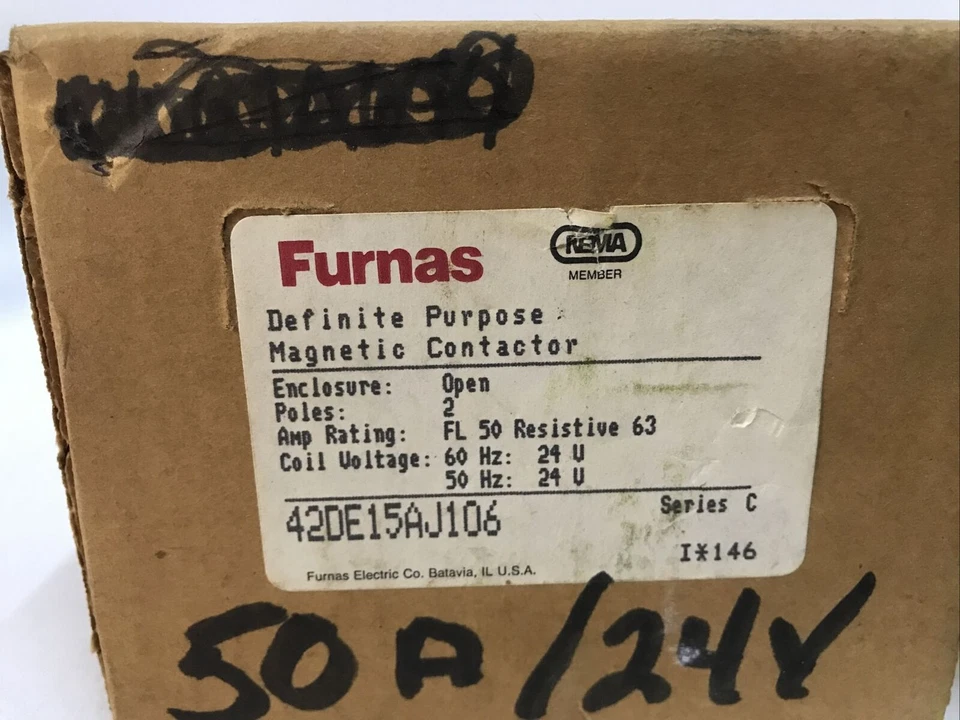 Furnas
REMA
MEMBER
Definite Purpose
Magnetic Contactor
Enclosure: Open
Poles: 2
Amp Rating: FL 50 Resistive 63
Coil Voltage: 60 Hz: 24 V
50 Hz: 24 V
42DE15AJ106
Series C
I*146
Furnas Electric Co. Batavia, IL U.S.A.
50A/24V